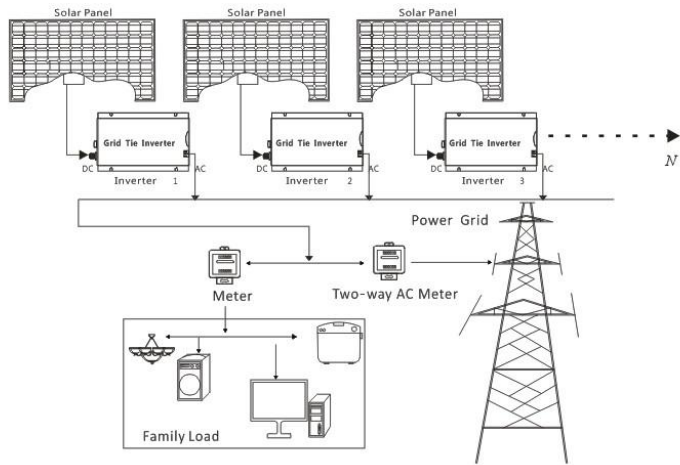 Solar Panel
Solar Panel
Solar Panel
Grid Tie Inverter
Grid Tie Inverter
Grid Tie Inverter
DC
AC
DC
AC
DC
AC
N
Inverter 1
Inverter 2
Inverter 3
Power Grid
Meter
Two-way AC Meter
Family Load